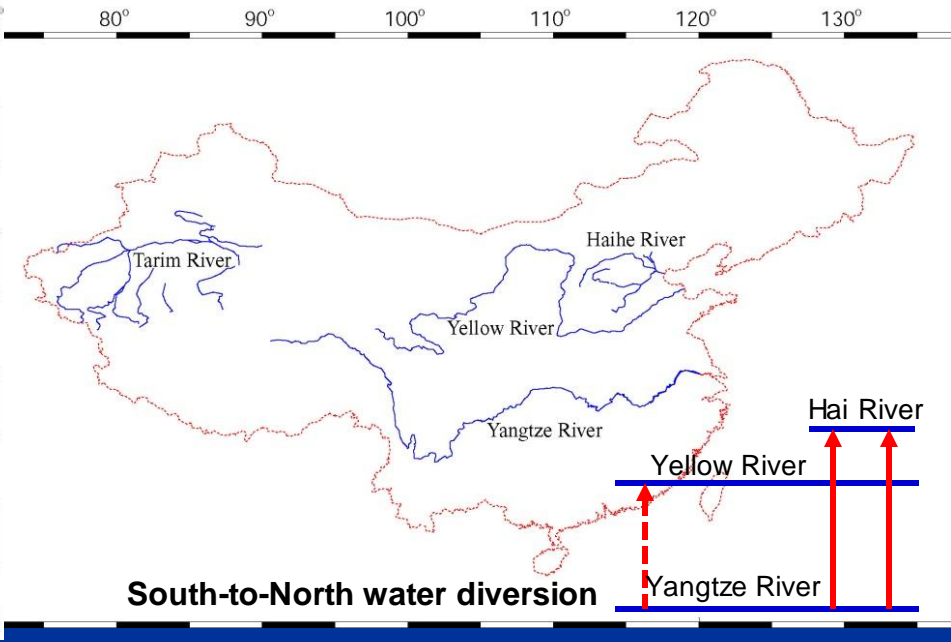 80° 90° 100° 110° 120° 130°
Haihe River
Tarim River
Yellow River
Yangtze River
Hai River
Yellow River
Yangtze River
South-to-North water diversion